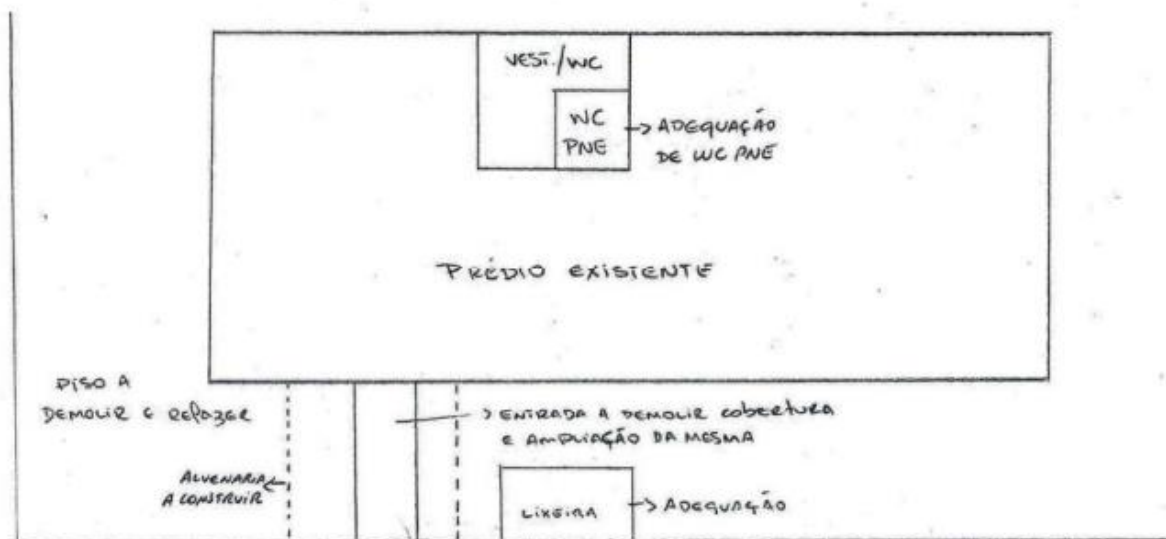 VEST./WC
WC
PNE
ADEQUAÇÃO
DE WC PNE
PRÉDIO EXISTENTE
PISO A
DEMOLIR E REFAZER
ENTRADA A DEMOLIR COBERTURA
E AMPLIAÇÃO DA MESMA
ALVENARIA
A CONSTRUIR
LIXEIRA
ADEQUAÇÃO